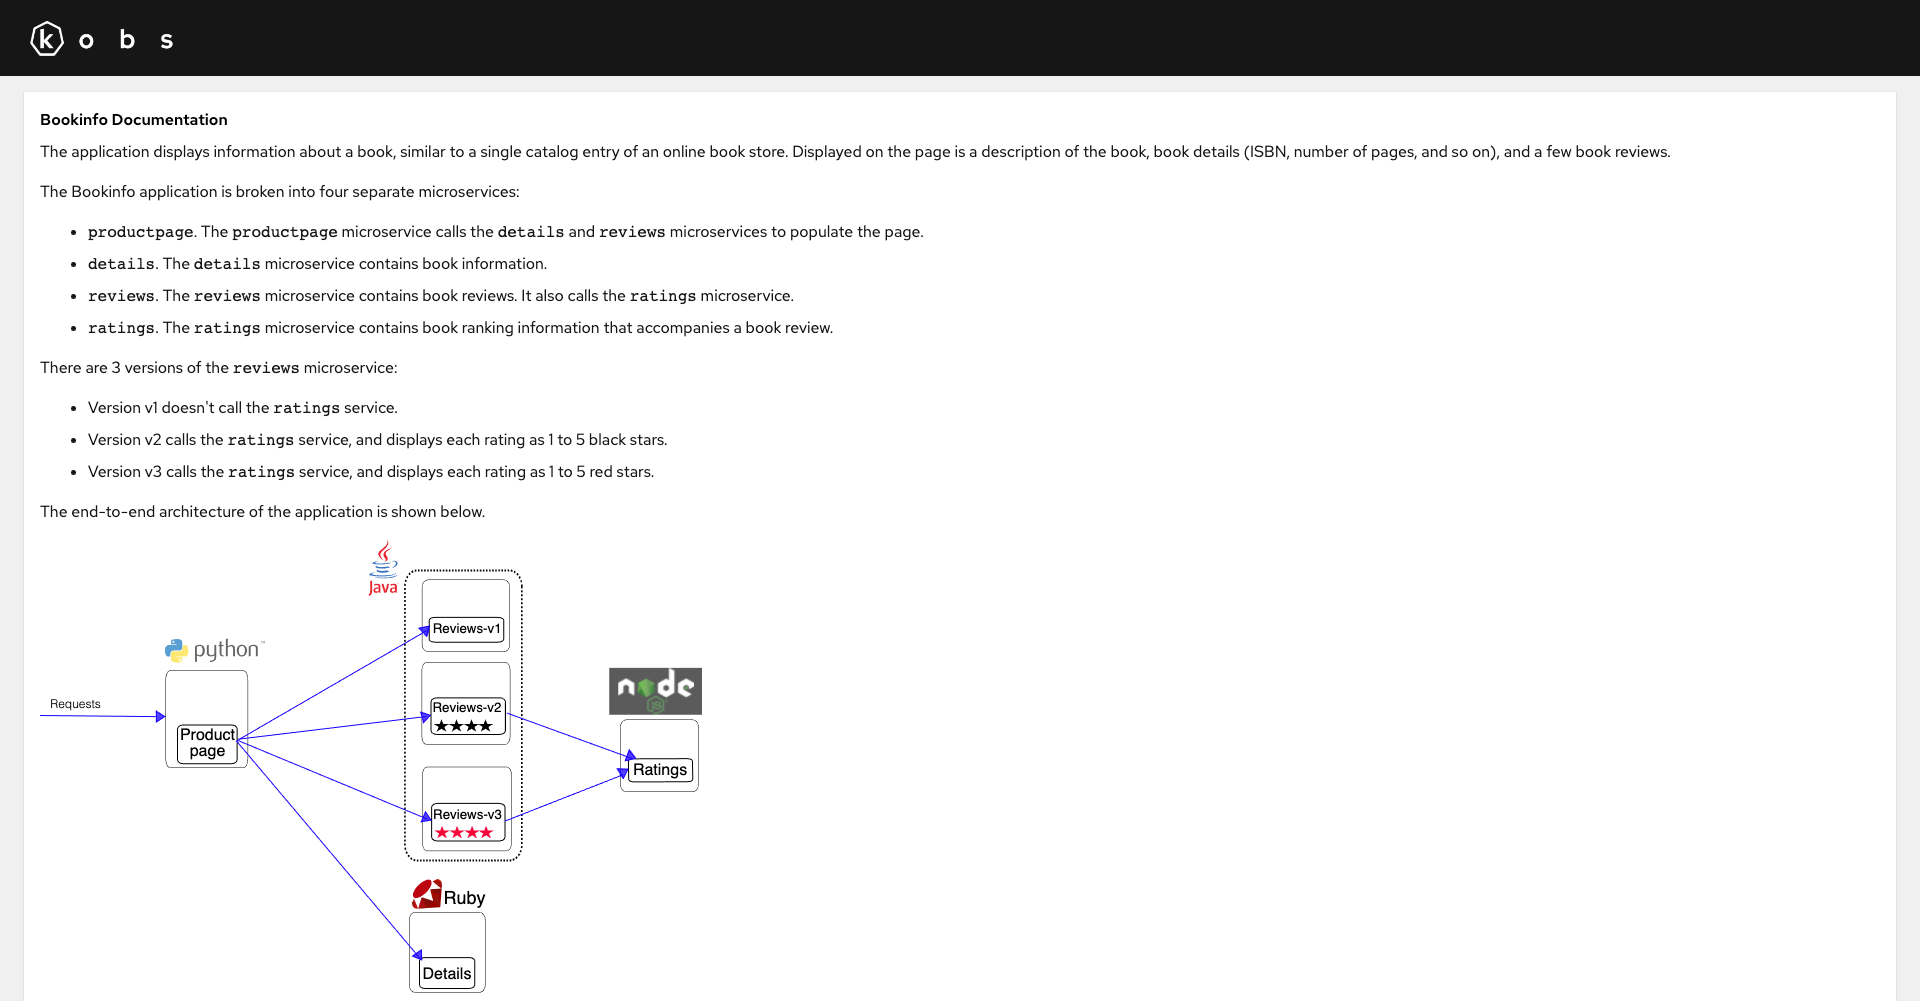 k o b s
Bookinfo Documentation
The application displays information about a book, similar to a single catalog entry of an online book store. Displayed on the page is a description of the book, book details (ISBN, number of pages, and so on), and a few book reviews.
The Bookinfo application is broken into four separate microservices:
• productpage. The productpage microservice calls the details and reviews microservices to populate the page.
• details. The details microservice contains book information.
• reviews. The reviews microservice contains book reviews. It also calls the ratings microservice.
• ratings. The ratings microservice contains book ranking information that accompanies a book review.
There are 3 versions of the reviews microservice:
• Version v1 doesn't call the ratings service.
• Version v2 calls the ratings service, and displays each rating as 1 to 5 black stars.
• Version v3 calls the ratings service, and displays each rating as 1 to 5 red stars.
The end-to-end architecture of the application is shown below.
Java
Reviews-v1
python™
Requests
Product
page
Reviews-v2
★★★★
node
JS
Ratings
Reviews-v3
★★★★
Ruby
Details